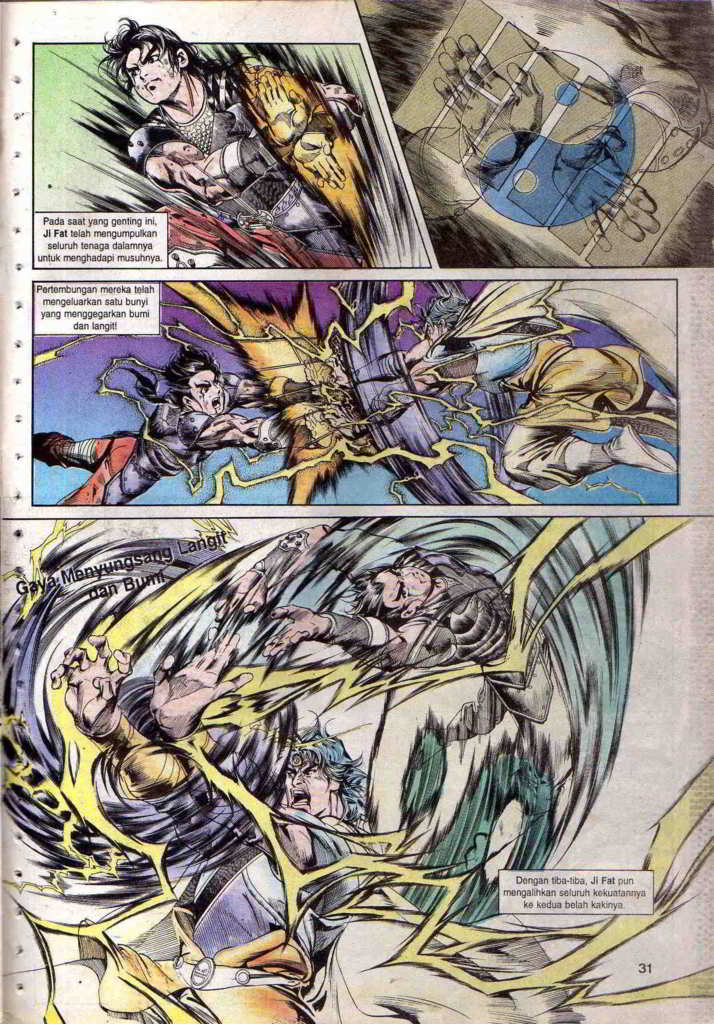 Pada saat yang genting ini,
Ji Fat telah mengumpulkan
seluruh tenaga dalamnya
untuk menghadapi musuhnya.
Pertembungan mereka telah
mengeluarkan satu bunyi
yang menggegarkan bumi
dan langit!
Gaya Menyungsang Langit
dan Bumi
Dengan tiba-tiba, Ji Fat pun
mengalihkan seluruh kekuatannya
ke kedua belah kakinya.
31